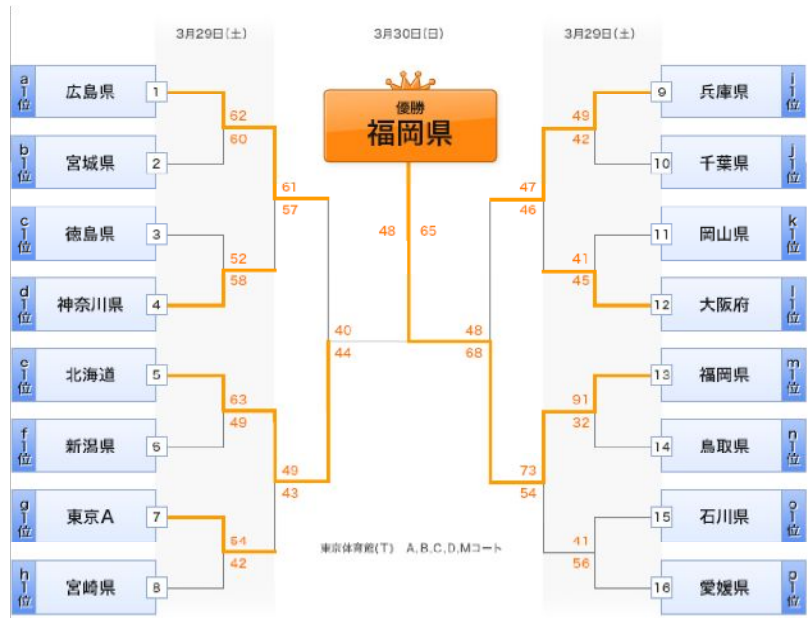 3月29日(土)
3月30日(日)
3月29日(土)
優勝
福岡県
a1位
広島県
1
b1位
宮城県
2
62
60
c1位
徳島県
3
d1位
神奈川県
4
52
58
61
57
e1位
北海道
5
f1位
新潟県
6
63
49
g1位
東京A
7
h1位
宮崎県
8
54
42
49
43
40
44
48
65
i1位
兵庫県
9
j1位
千葉県
10
49
42
k1位
岡山県
11
l1位
大阪府
12
41
45
47
46
m1位
福岡県
13
n1位
鳥取県
14
91
32
o1位
石川県
15
p1位
愛媛県
16
41
56
73
54
48
68
東京体育館(T) A,B,C,D,Mコート